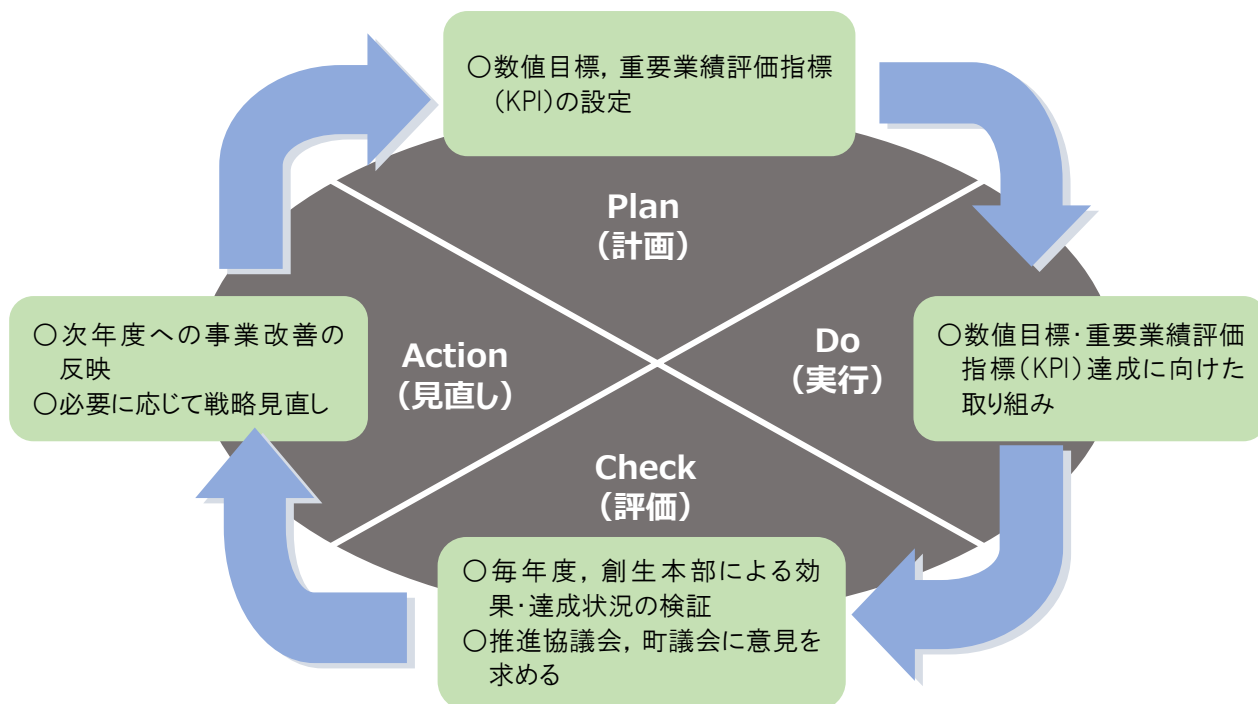 ○数値目標，重要業績評価指標
（KPI）の設定
Plan
（計画）
Do
（実行）
○数値目標・重要業績評価
指標（KPI）達成に向けた
取り組み
Check
（評価）
○毎年度，創生本部による効
果・達成状況の検証
○推進協議会，町議会に意見を
求める
Action
（見直し）
○次年度への事業改善の
反映
○必要に応じて戦略見直し